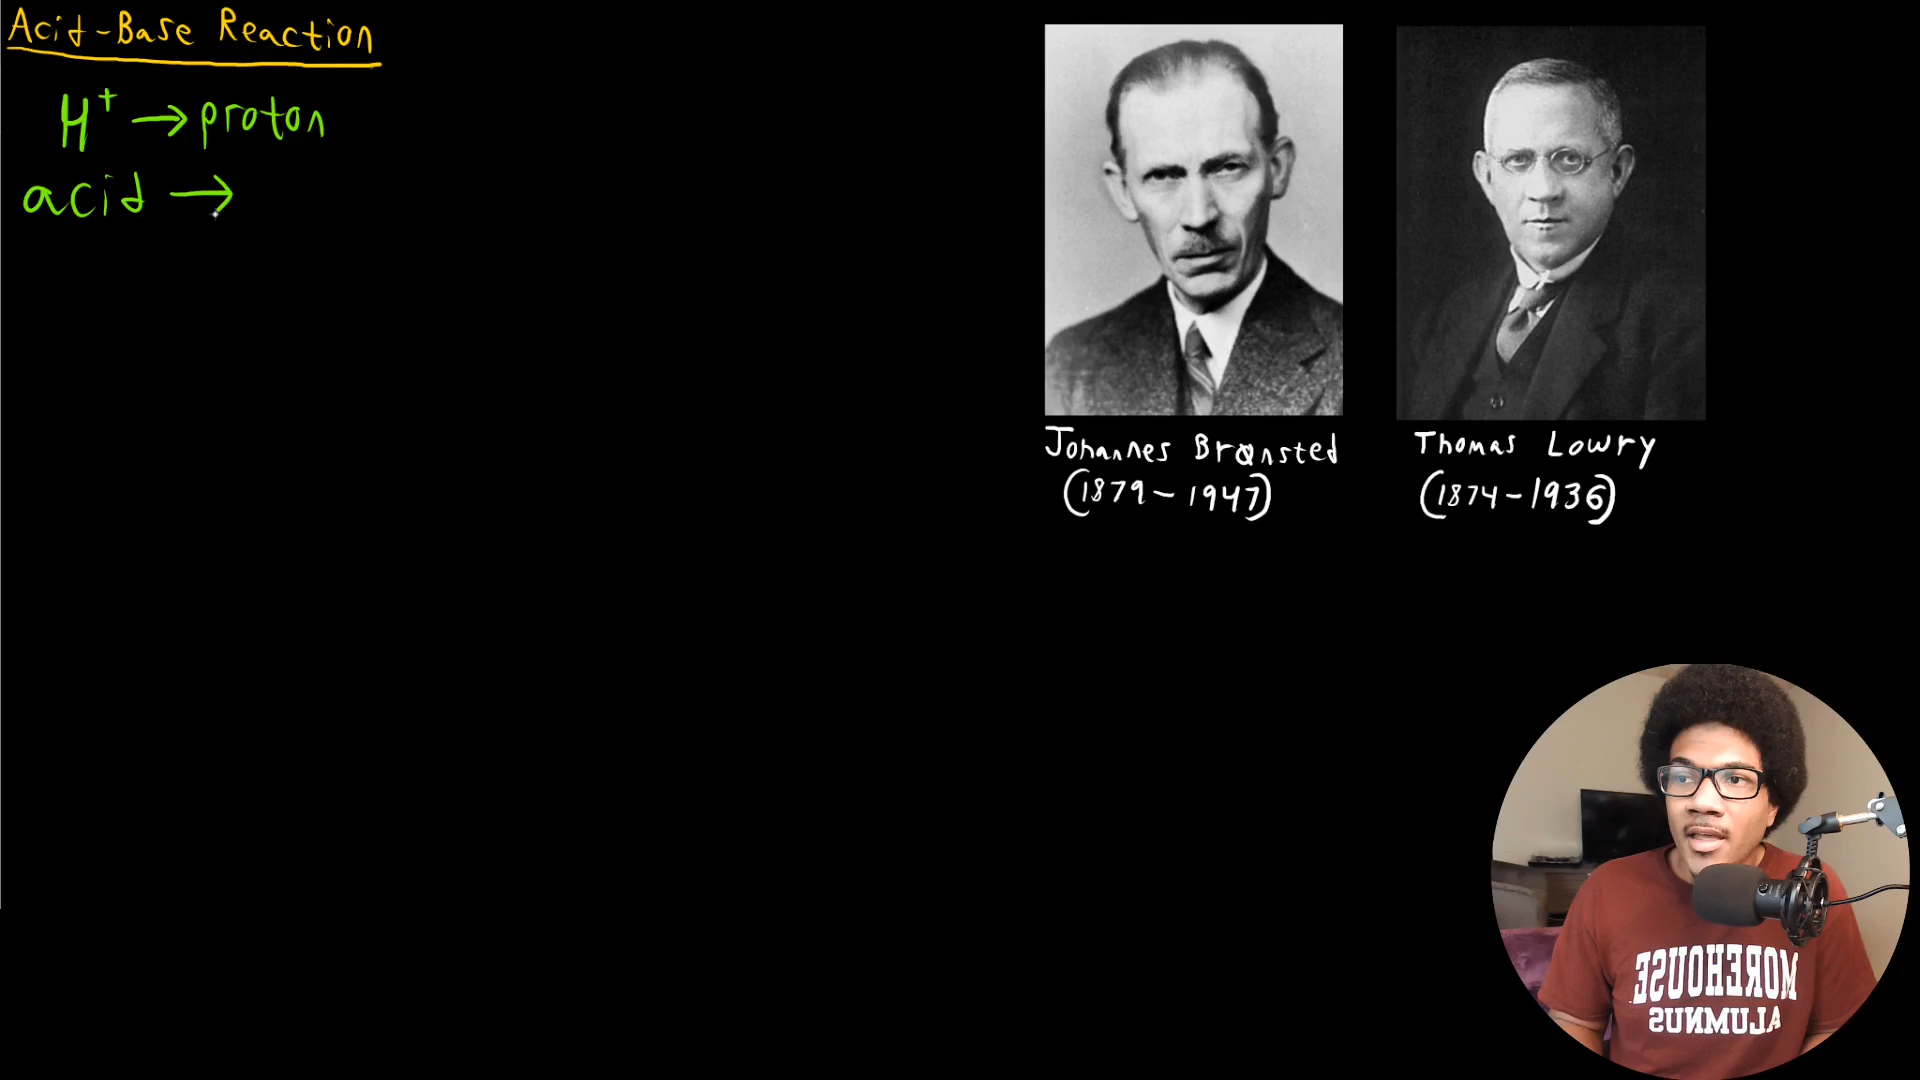 Acid-Base Reaction
H⁺ → proton
acid →
Johannes Brønsted
(1879-1947)
Thomas Lowry
(1874-1936)
MOREHOUSE
ALUMNUS